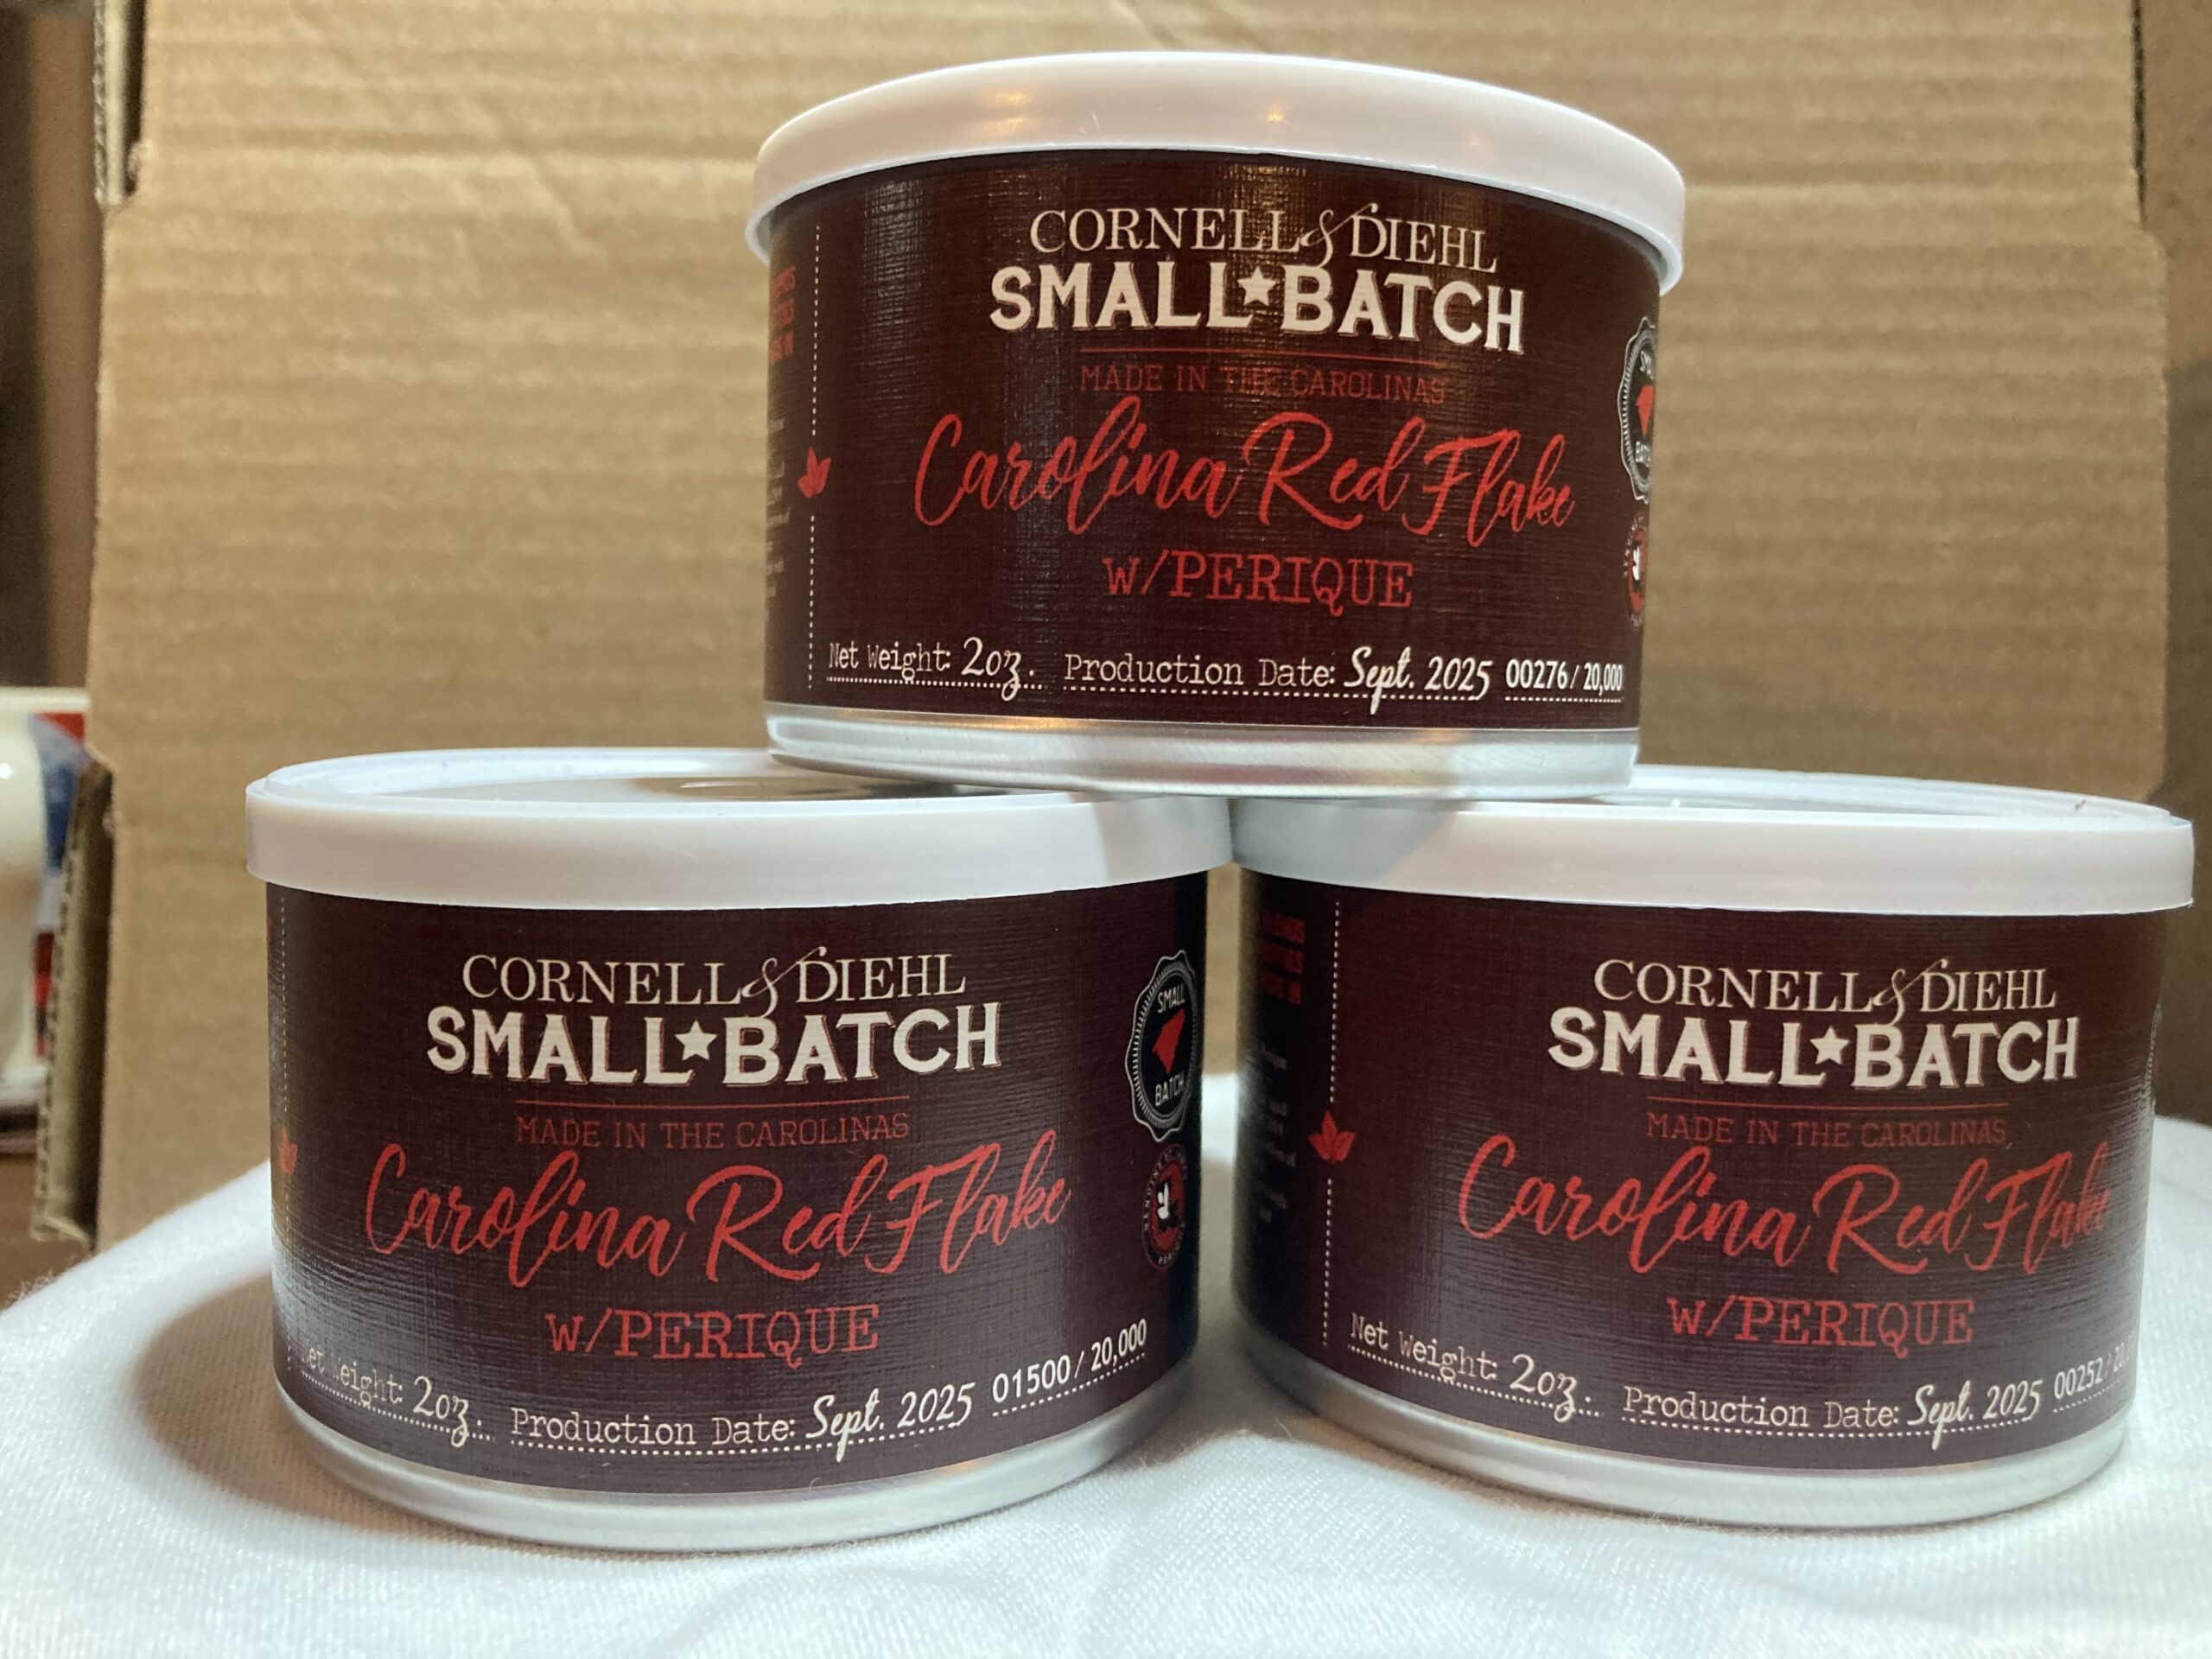 CORNELL & DIEHL
SMALL★BATCH
MADE IN THE CAROLINAS
Carolina Red Flake
w/PERIQUE
Net Weight: 2oz. Production Date: Sept. 2025 00276 / 20,000
CORNELL & DIEHL
SMALL★BATCH
MADE IN THE CAROLINAS
Carolina Red Flake
w/PERIQUE
Weight: 2oz. Production Date: Sept. 2025 01500 / 20,000
SMALL
BATCH
CORNELL & DIEHL
SMALL★BATCH
MADE IN THE CAROLINAS
Carolina Red Flake
w/PERIQUE
Net Weight: 2oz. Production Date: Sept. 2025 00252 /